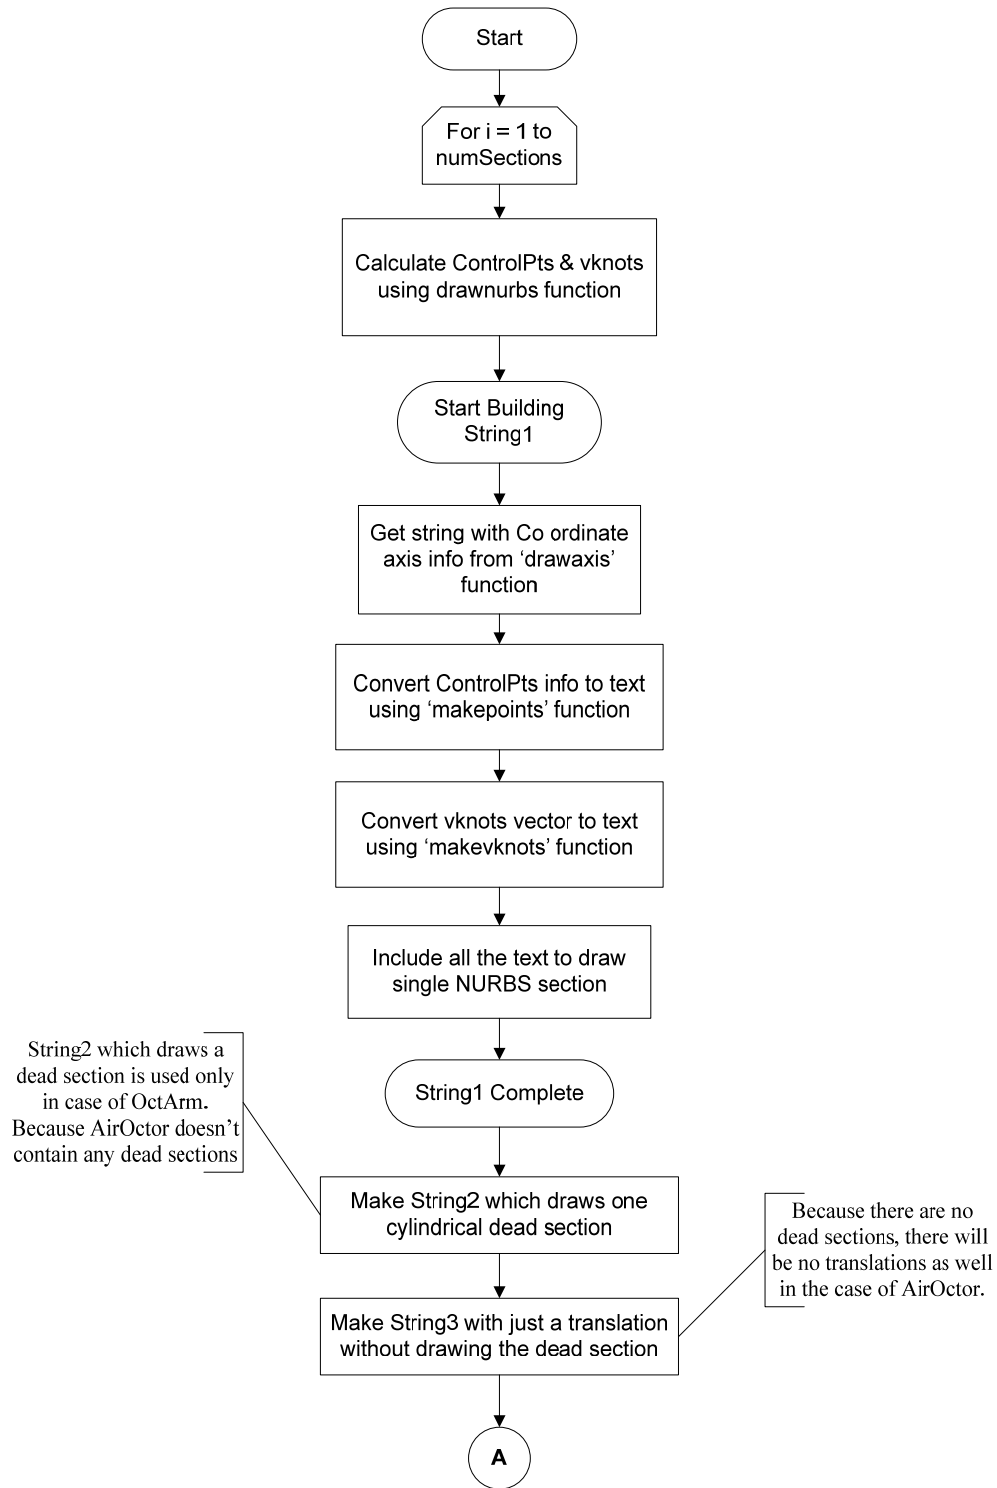 Start
For i = 1 to
numSections
Calculate ControlPts & vknots
using drawnurbs function
Start Building
String1
Get string with Co ordinate
axis info from ‘drawaxis’
function
Convert ControlPts info to text
using ‘makepoints’ function
Convert vknots vector to text
using ‘makevknots’ function
Include all the text to draw
single NURBS section
String2 which draws a
dead section is used only
in case of OctArm.
Because AirOctor doesn’t
contain any dead sections
String1 Complete
Make String2 which draws one
cylindrical dead section
Because there are no
dead sections, there will
be no translations as well
in the case of AirOctor.
Make String3 with just a translation
without drawing the dead section
A